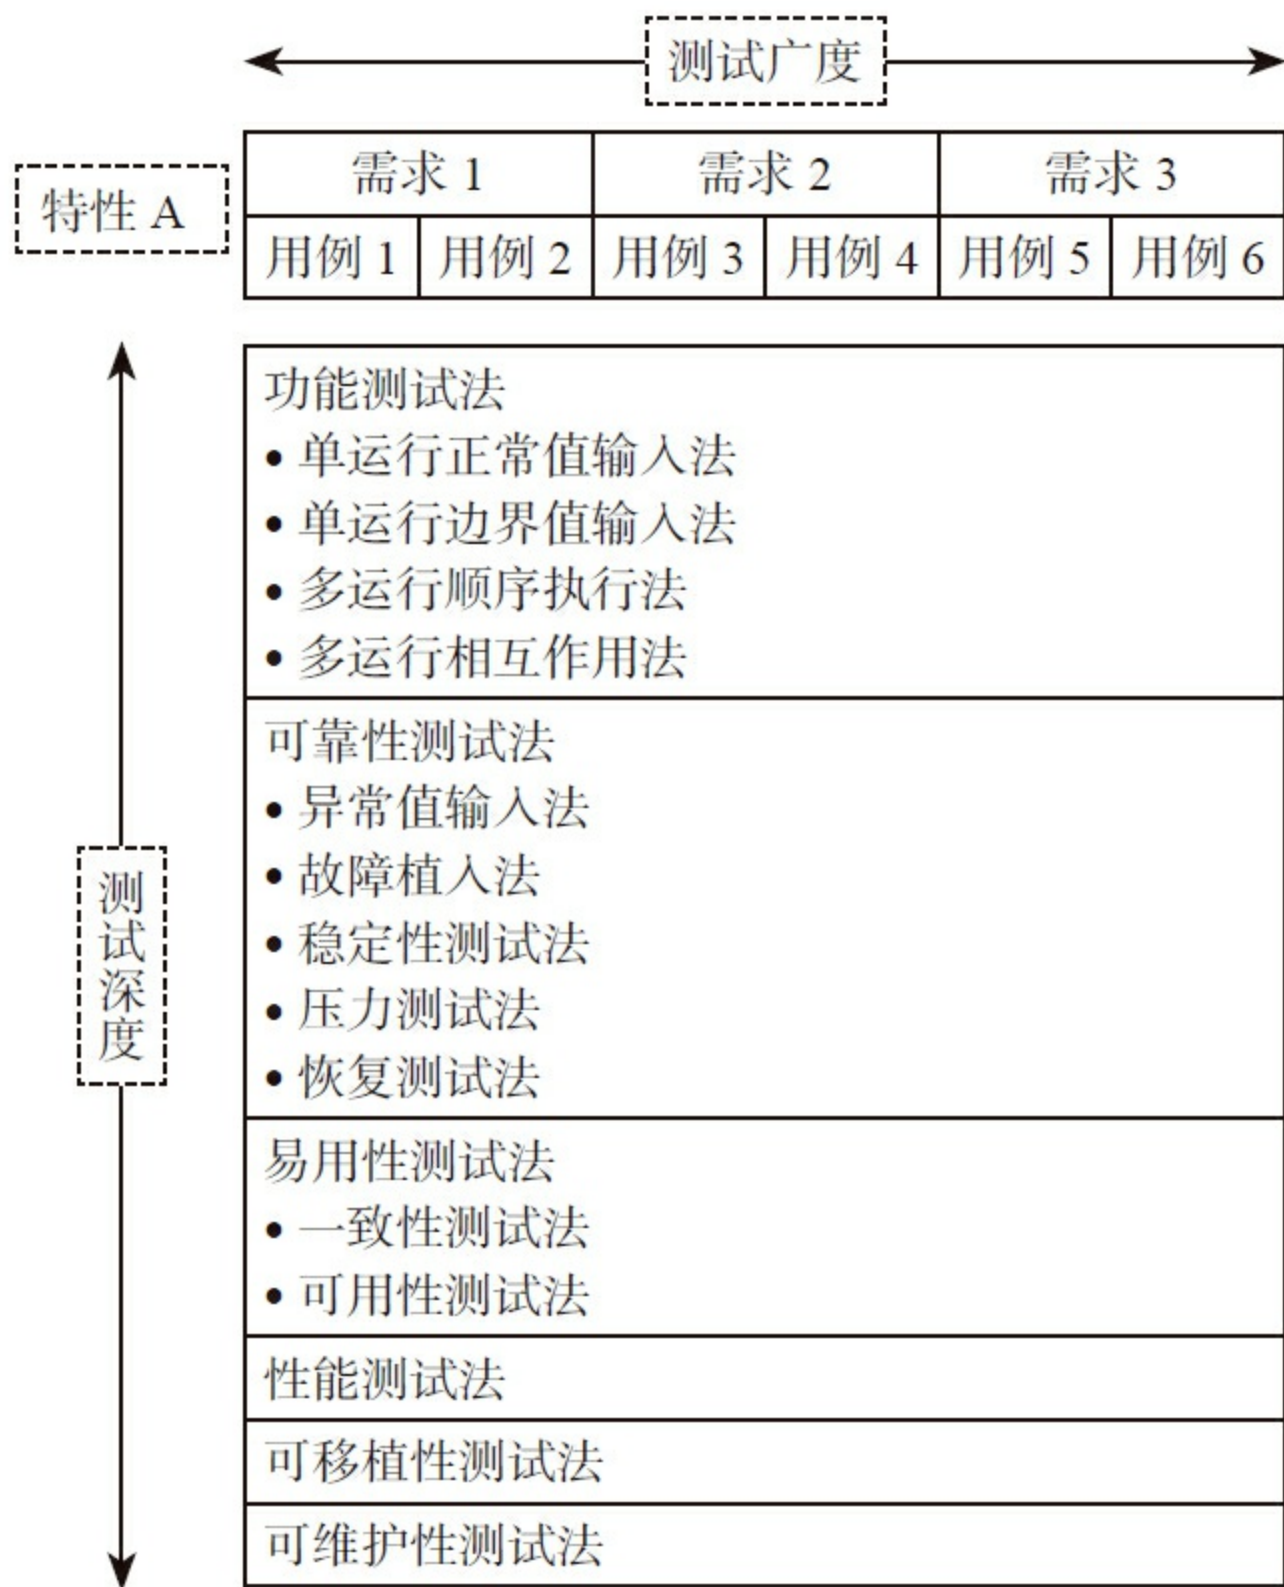 测试广度
特性 A
需求 1 需求 2 需求 3
用例 1 用例 2 用例 3 用例 4 用例 5 用例 6
测试深度
功能测试法
• 单运行正常值输入法
• 单运行边界值输入法
• 多运行顺序执行法
• 多运行相互作用法
可靠性测试法
• 异常值输入法
• 故障植入法
• 稳定性测试法
• 压力测试法
• 恢复测试法
易用性测试法
• 一致性测试法
• 可用性测试法
性能测试法
可移植性测试法
可维护性测试法